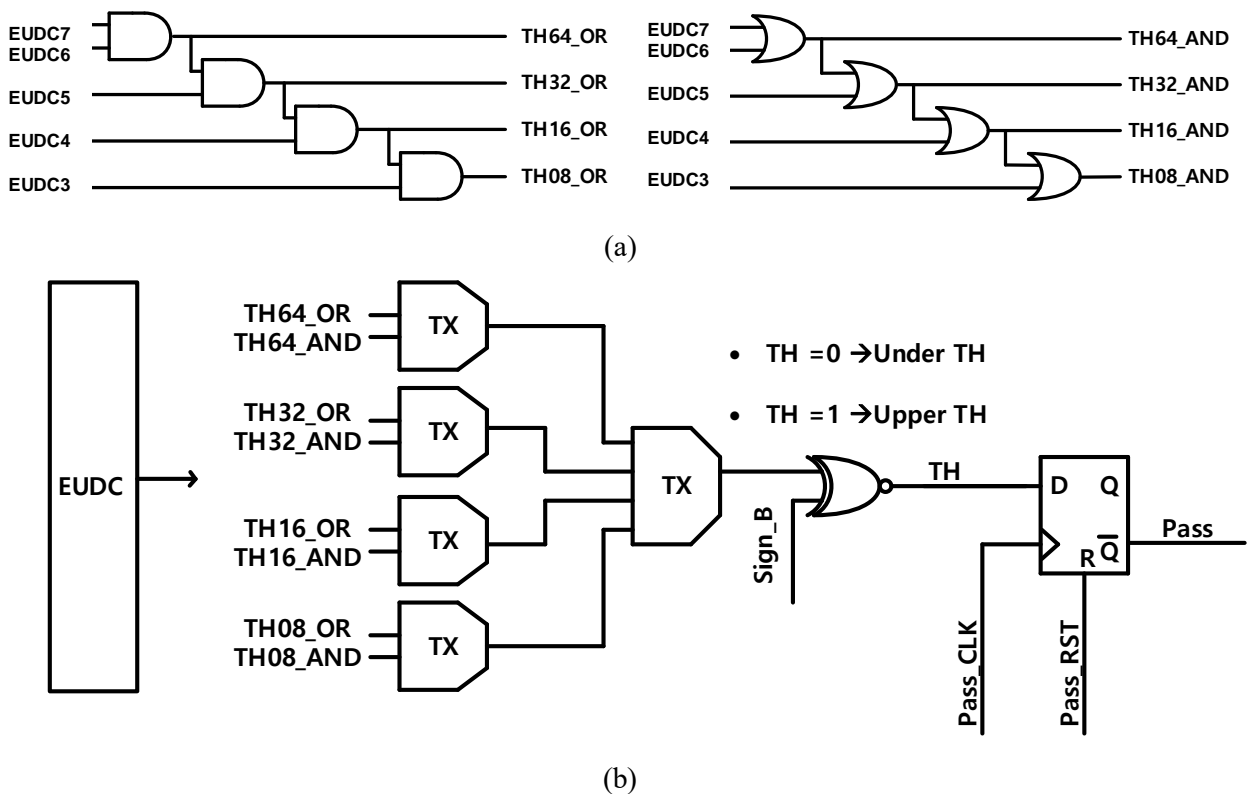 EUDC7
EUDC6
EUDC5
EUDC4
EUDC3
TH64_OR
TH32_OR
TH16_OR
TH08_OR
EUDC7
EUDC6
EUDC5
EUDC4
EUDC3
TH64_AND
TH32_AND
TH16_AND
TH08_AND
(a)
EUDC
TH64_OR
TH64_AND
TX
TH32_OR
TH32_AND
TX
TH16_OR
TH16_AND
TX
TH08_OR
TH08_AND
TX
TX
• TH =0 →Under TH
• TH =1 →Upper TH
Sign_B
TH
D Q
R Q̅
Pass_CLK
Pass_RST
Pass
(b)